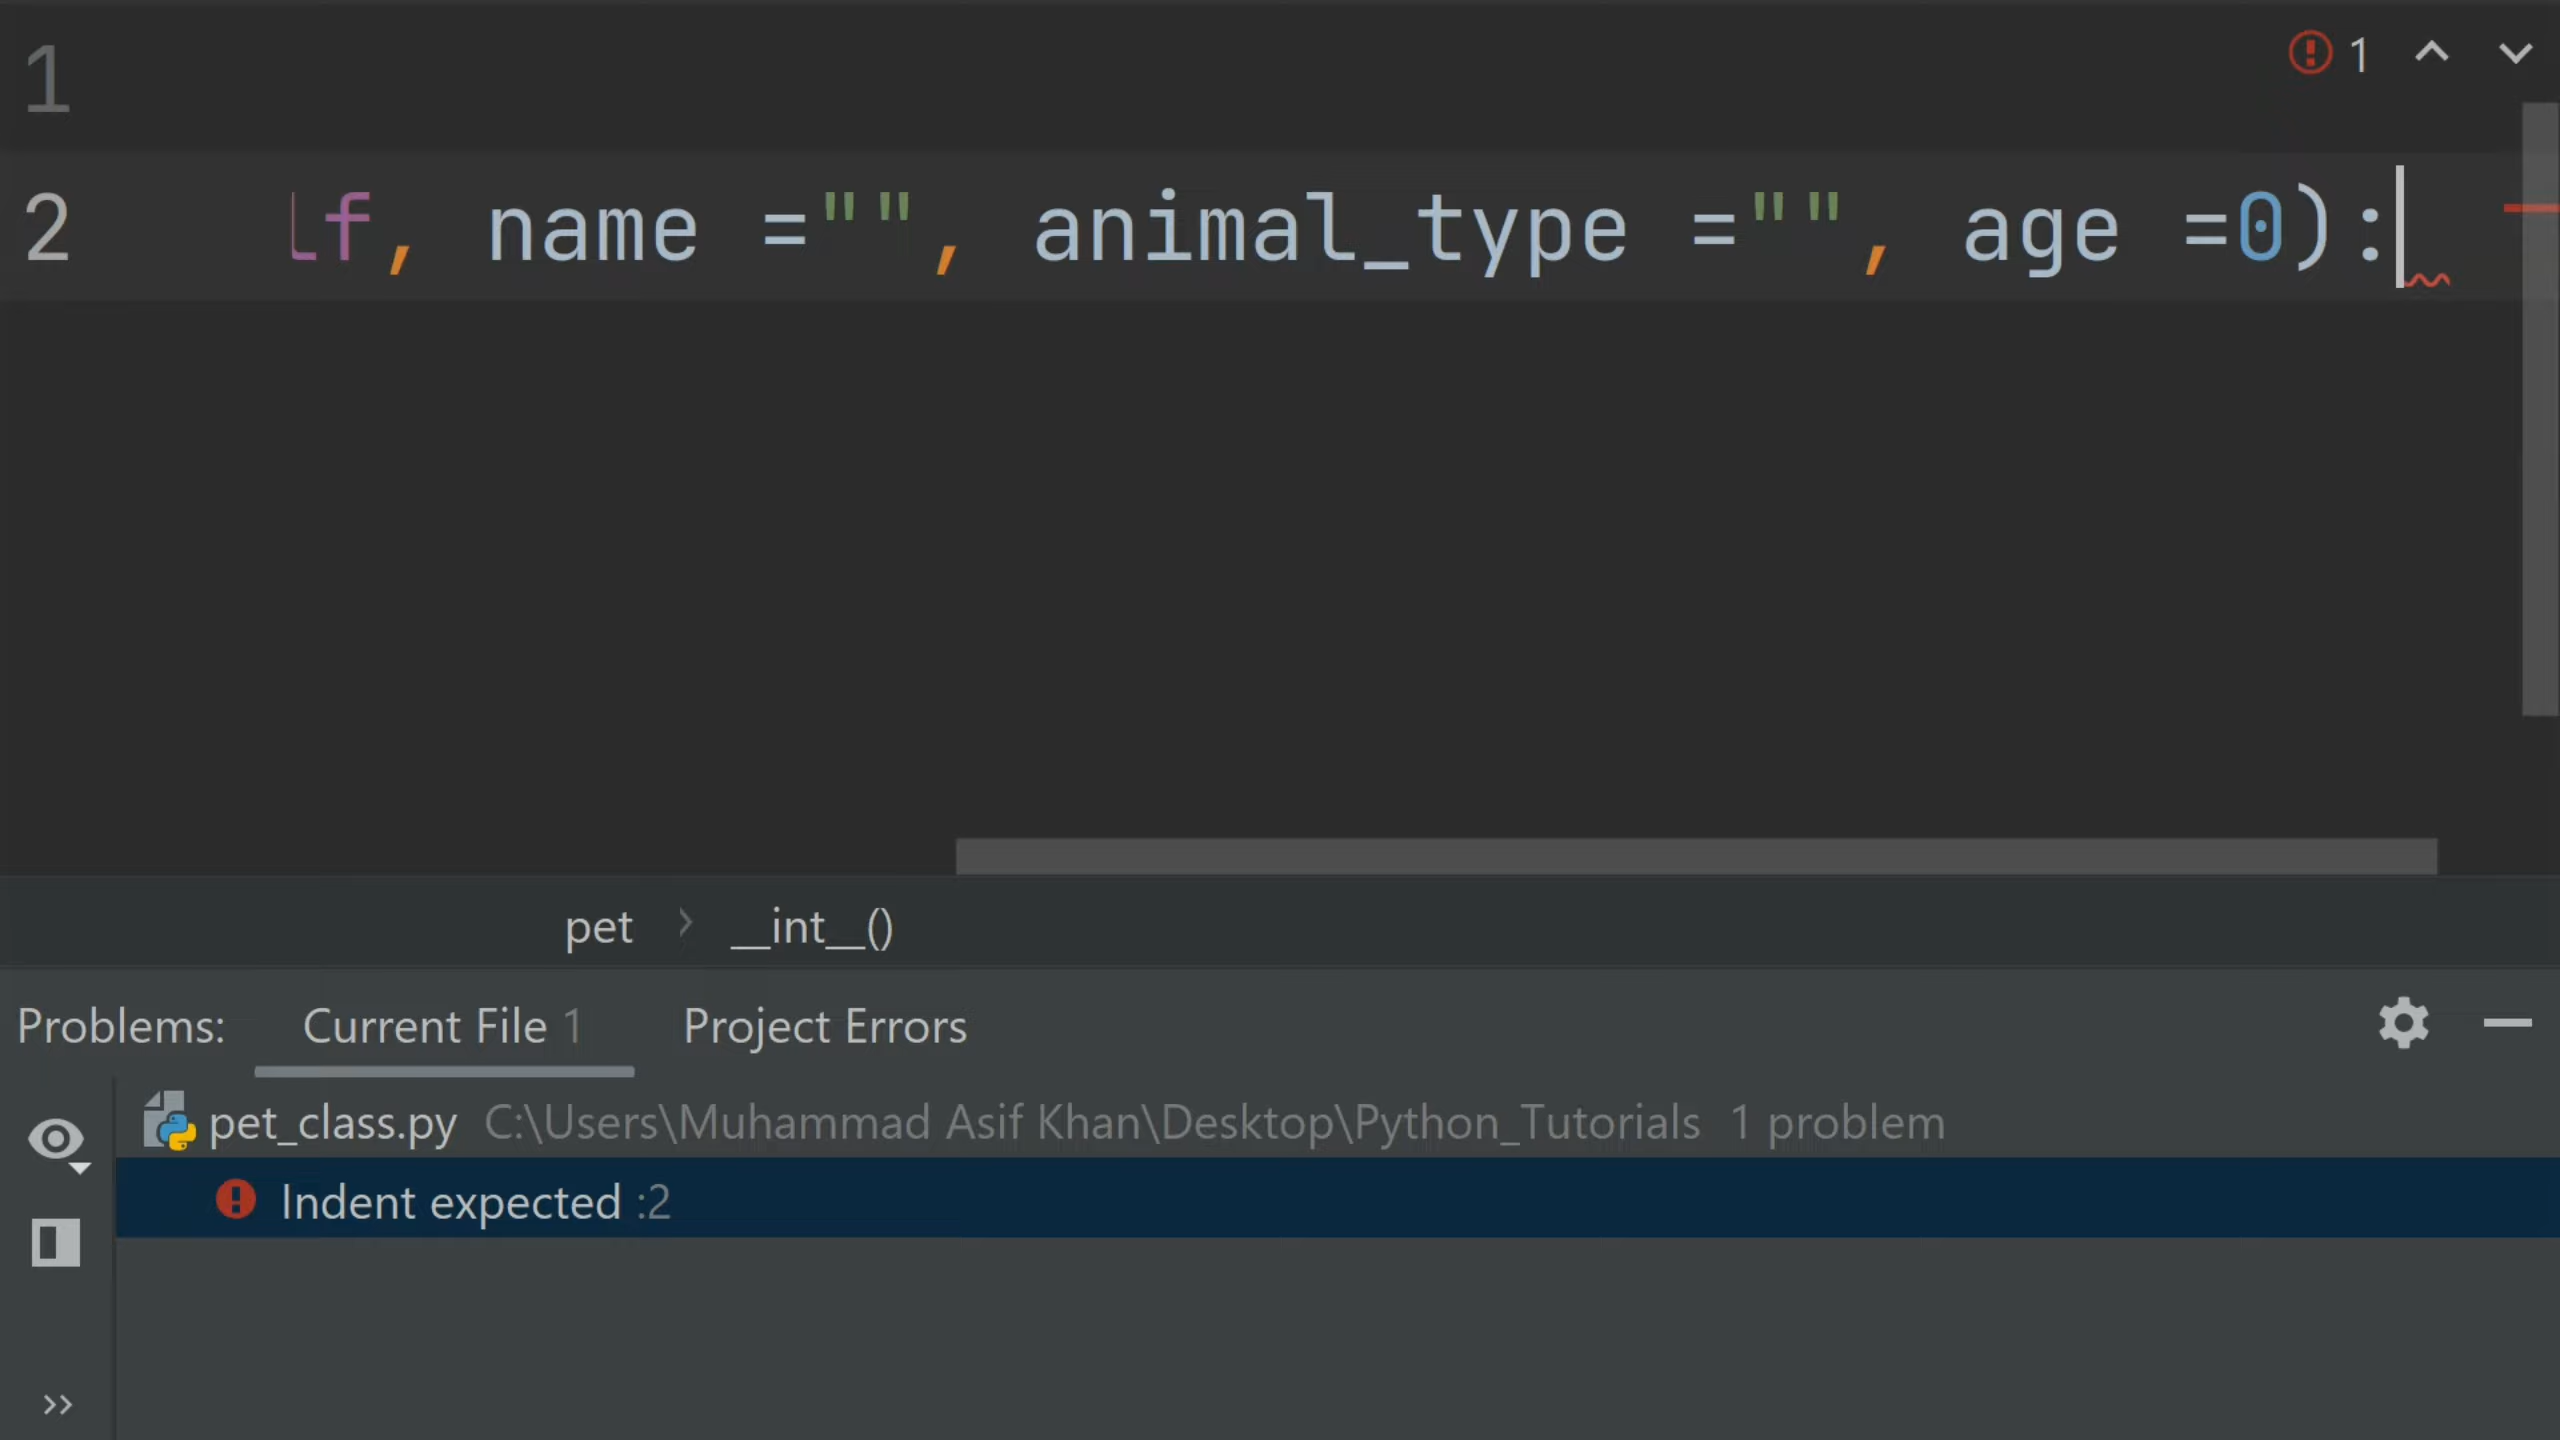 1
1
2 lf, name ="", animal_type ="", age =0):
pet › __int__()
Problems: Current File 1 Project Errors
pet_class.py C:\Users\Muhammad Asif Khan\Desktop\Python_Tutorials 1 problem
Indent expected :2